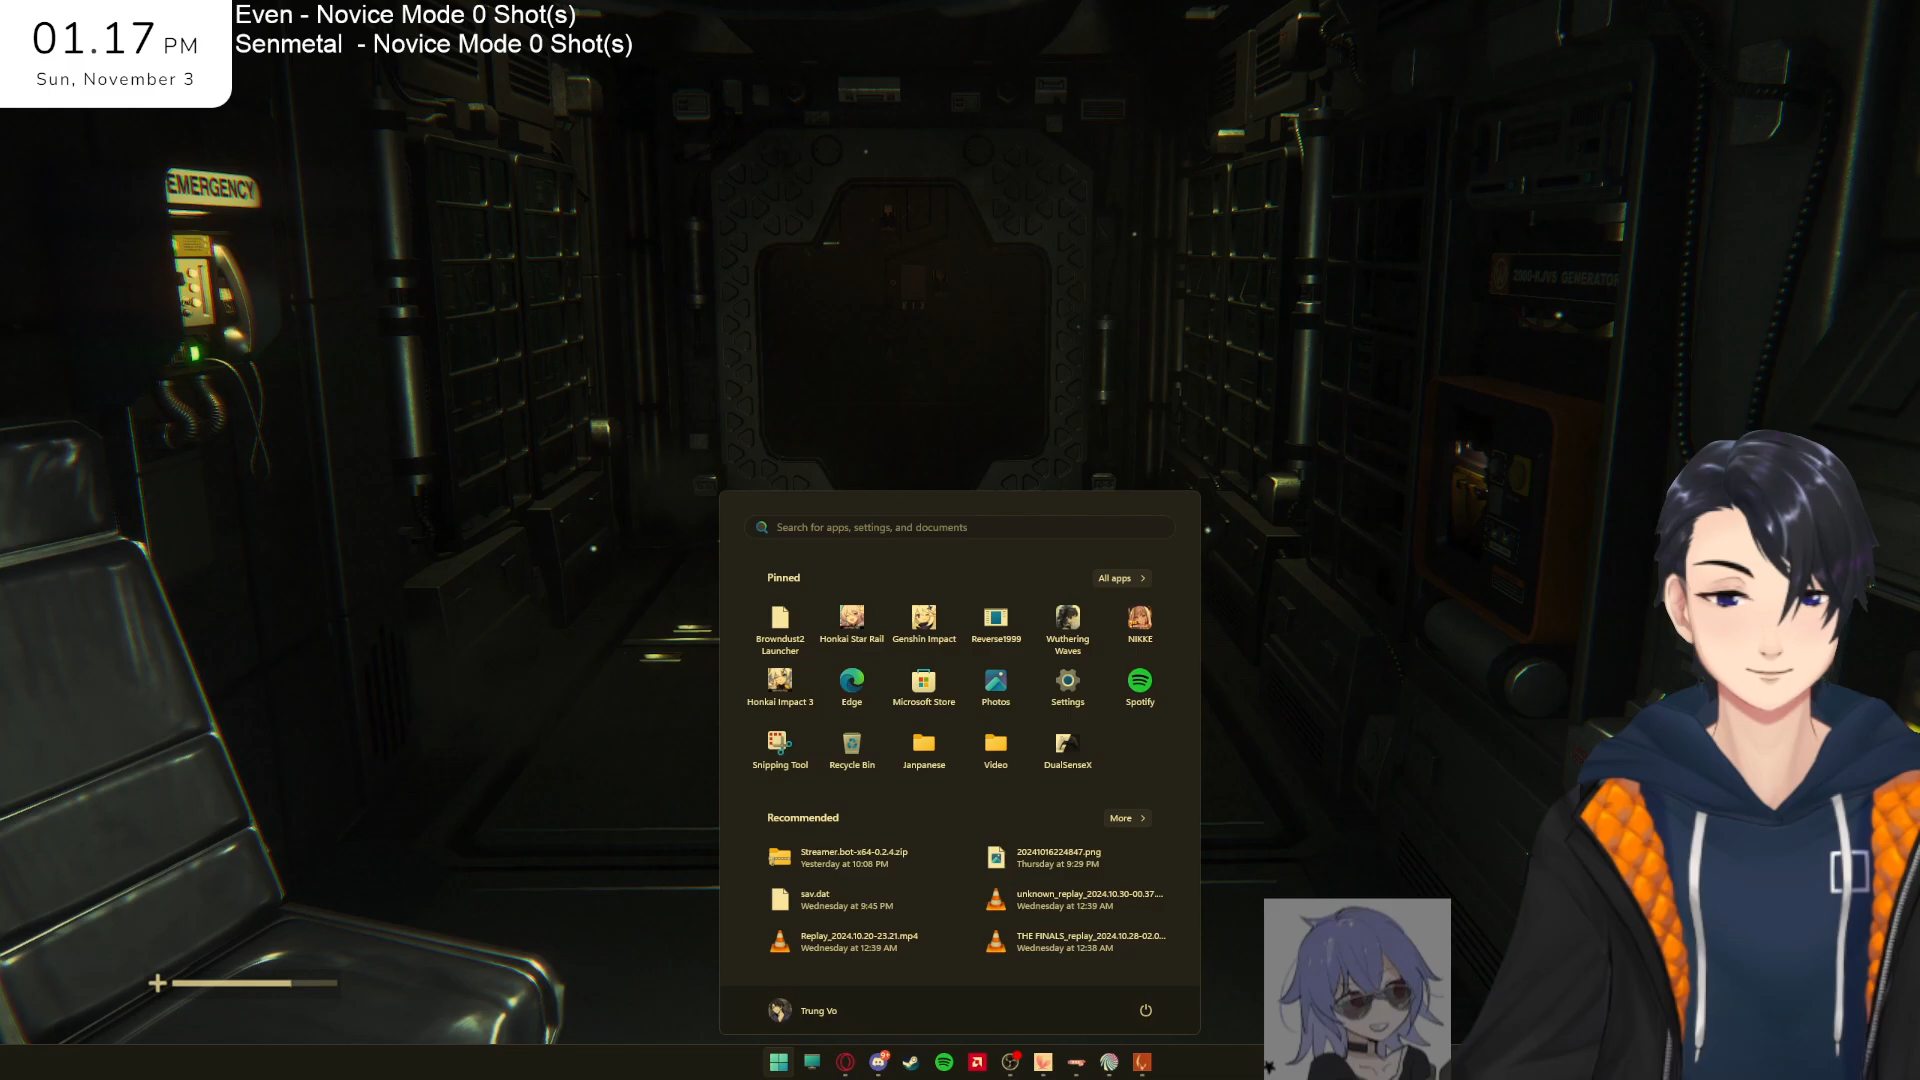 01.17 PM
Sun, November 3
Even - Novice Mode 0 Shot(s)
Senmetal - Novice Mode 0 Shot(s)
EMERGENCY
GENERATOR
Search for apps, settings, and documents
Pinned
All apps
Browndust2 Launcher
Honkai Star Rail
Genshin Impact
Reverse1999
Wuthering Waves
NIKKE
Honkai Impact 3
Edge
Microsoft Store
Photos
Settings
Spotify
Snipping Tool
Recycle Bin
Janpanese
Video
DualSenseX
Recommended
More
Streamer.bot-x64-0.2.4.zip
Yesterday at 10:08 PM
20241016224847.png
Thursday at 9:29 PM
sav.dat
Wednesday at 9:45 PM
unknown_replay_2024.10.30-00.37....
Wednesday at 12:39 AM
Replay_2024.10.20-23.21.mp4
Wednesday at 12:39 AM
THE FINALS_replay_2024.10.28-02.0...
Wednesday at 12:38 AM
Trung Vo